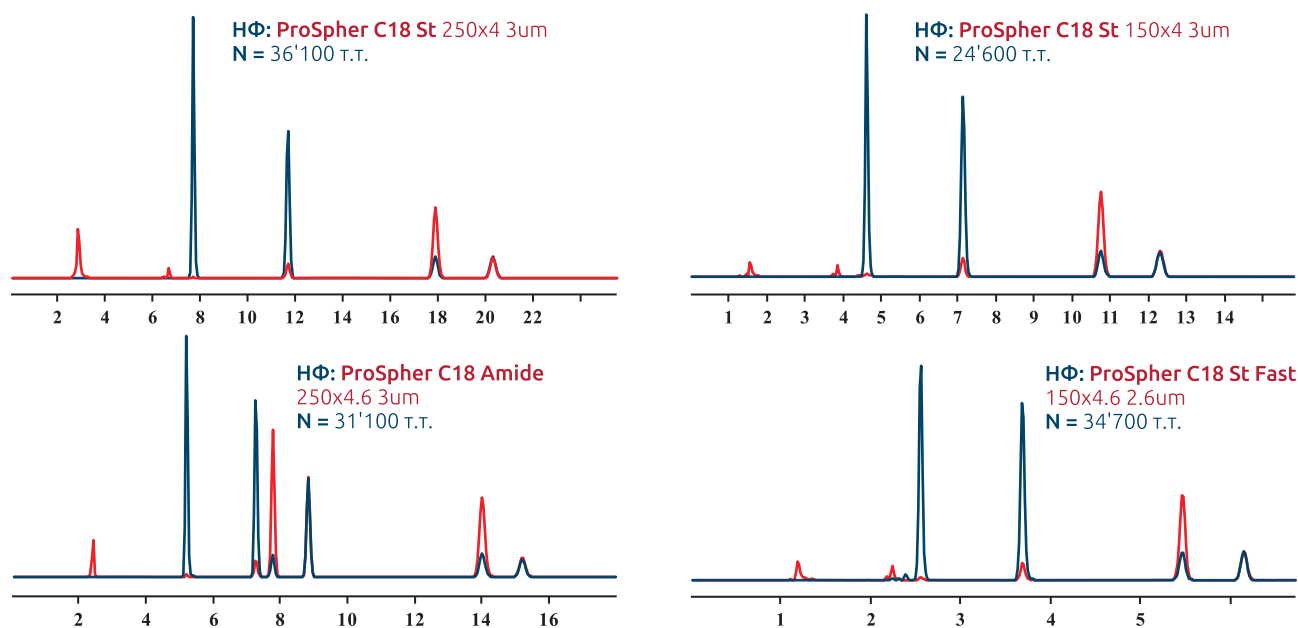 НФ: ProSpher C18 St 250x4 3um
N = 36'100 т.т.
2 4 6 8 10 12 14 16 18 20 22
НФ: ProSpher C18 St 150x4 3um
N = 24'600 т.т.
1 2 3 4 5 6 7 8 9 10 11 12 13 14
НФ: ProSpher C18 Amide
250x4.6 3um
N = 31'100 т.т.
2 4 6 8 10 12 14 16
НФ: ProSpher C18 St Fast
150x4.6 2.6um
N = 34'700 т.т.
1 2 3 4 5